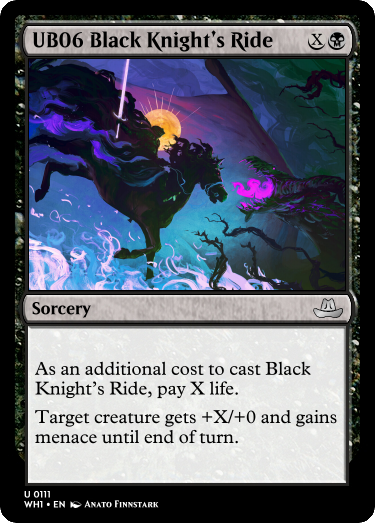 UB06 Black Knight's Ride X
Sorcery
As an additional cost to cast Black
Knight's Ride, pay X life.
Target creature gets +X/+0 and gains
menace until end of turn.
U 0111
WH1 • EN Anato Finnstark